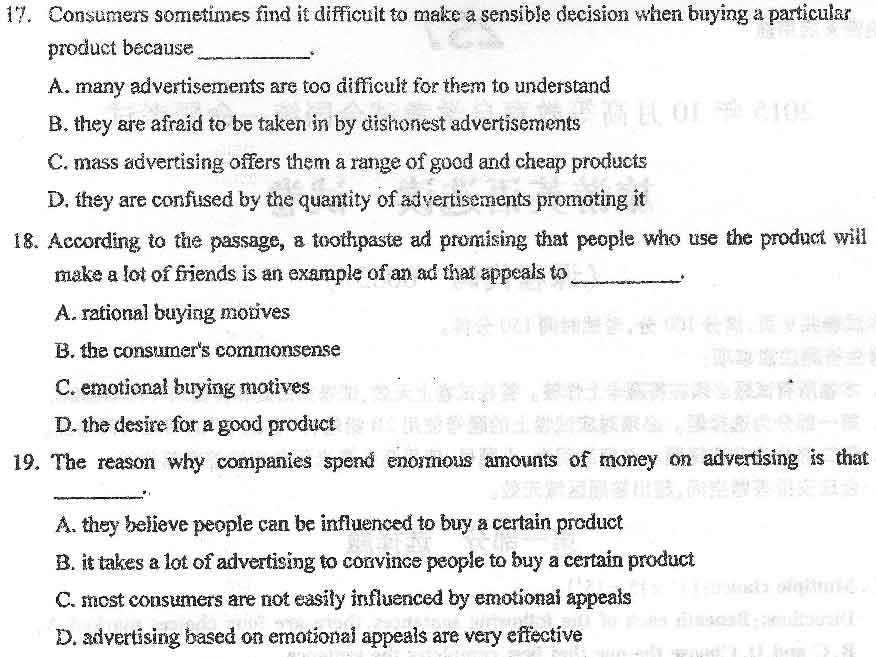 17. Consumers sometimes find it difficult to make a sensible decision when buying a particular
product because __________.
A. many advertisements are too difficult for them to understand
B. they are afraid to be taken in by dishonest advertisements
C. mass advertising offers them a range of good and cheap products
D. they are confused by the quantity of advertisements promoting it
18. According to the passage, a toothpaste ad promising that people who use the product will
make a lot of friends is an example of an ad that appeals to __________.
A. rational buying motives
B. the consumer's commonsense
C. emotional buying motives
D. the desire for a good product
19. The reason why companies spend enormous amounts of money on advertising is that
_________.
A. they believe people can be influenced to buy a certain product
B. it takes a lot of advertising to convince people to buy a certain product
C. most consumers are not easily influenced by emotional appeals
D. advertising based on emotional appeals are very effective